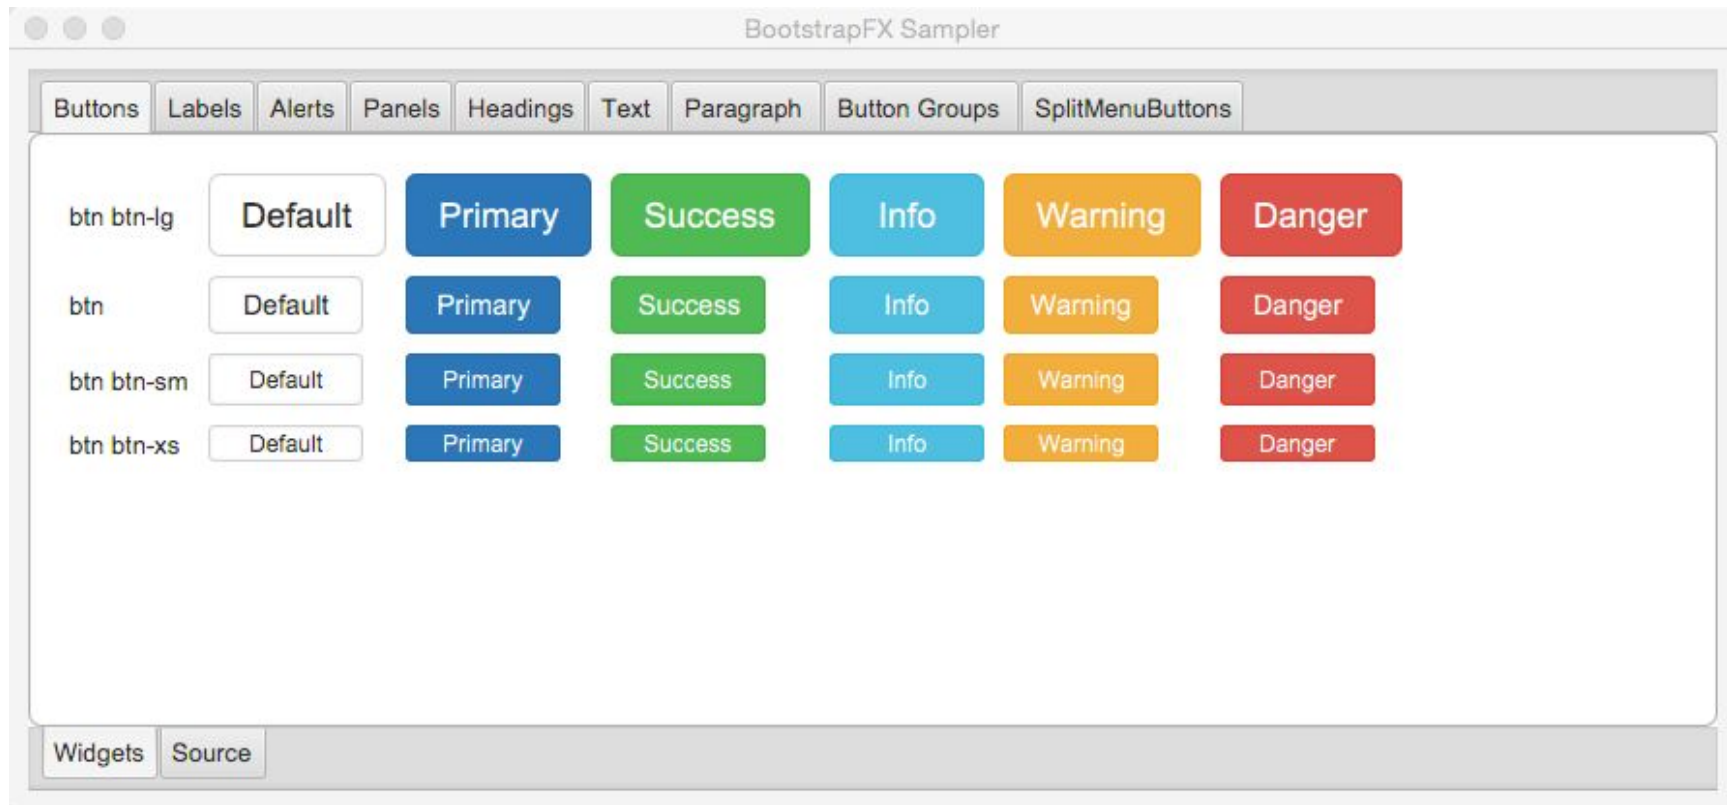 BootstrapFX Sampler
Buttons Labels Alerts Panels Headings Text Paragraph Button Groups SplitMenuButtons
btn btn-lg Default Primary Success Info Warning Danger
btn Default Primary Success Info Warning Danger
btn btn-sm Default Primary Success Info Warning Danger
btn btn-xs Default Primary Success Info Warning Danger
Widgets Source